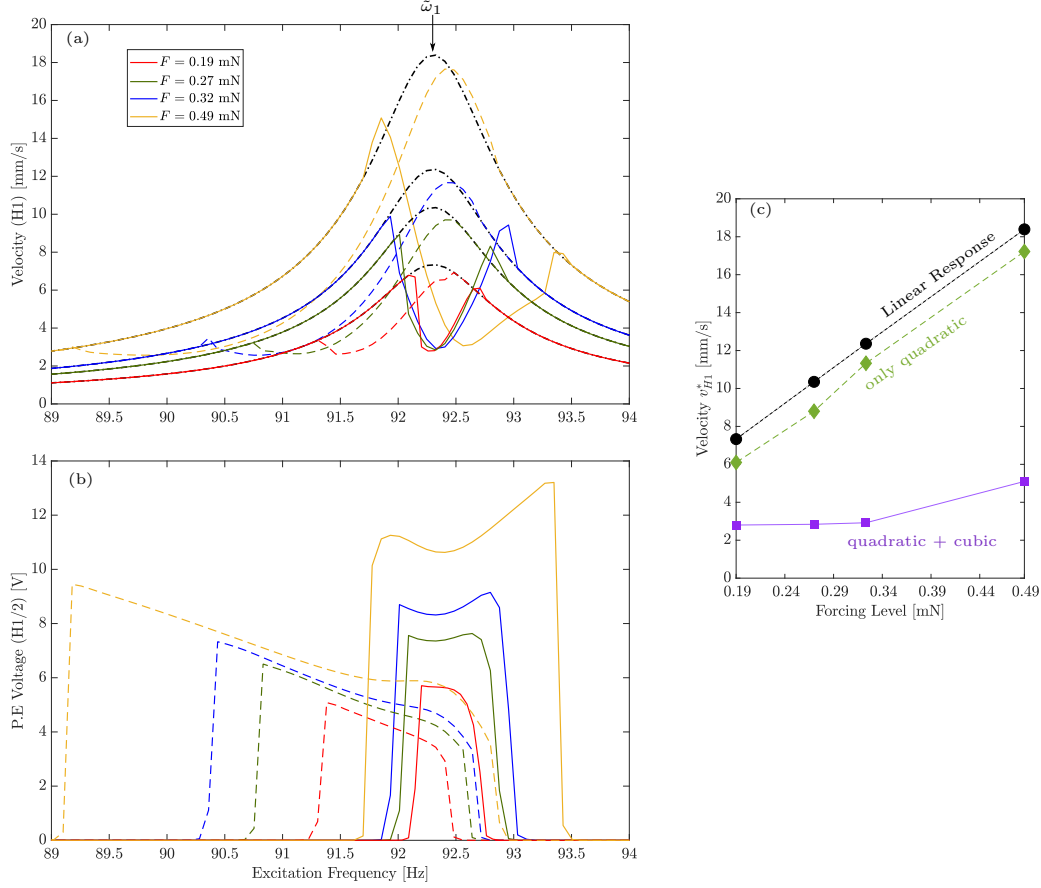 ω̃₁
(a)
F = 0.19 mN
F = 0.27 mN
F = 0.32 mN
F = 0.49 mN
Velocity (H1) [mm/s]
20
18
16
14
12
10
8
6
4
2
0
89 89.5 90 90.5 91 91.5 92 92.5 93 93.5 94
(b)
P.E Voltage (H1/2) [V]
14
12
10
8
6
4
2
0
89 89.5 90 90.5 91 91.5 92 92.5 93 93.5 94
Excitation Frequency [Hz]
(c)
Velocity v*H1 [mm/s]
20
18
16
14
12
10
8
6
4
2
0
Linear Response
only quadratic
quadratic + cubic
0.19 0.24 0.29 0.34 0.39 0.44 0.49
Forcing Level [mN]